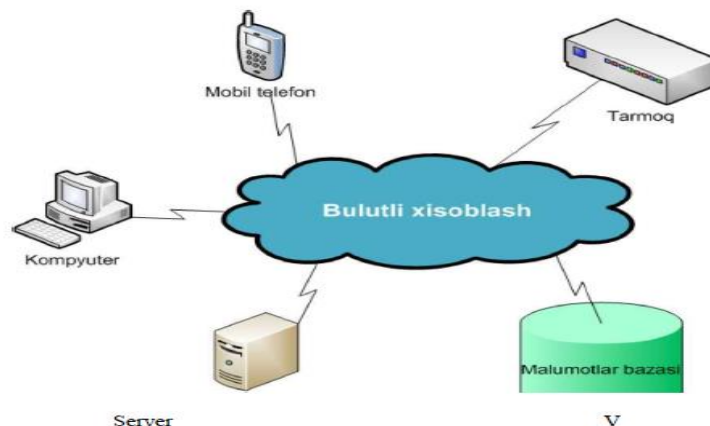 Mobil telefon
Tarmoq
Bulutli xisoblash
Kompyuter
Malumotlar bazasi
Server V